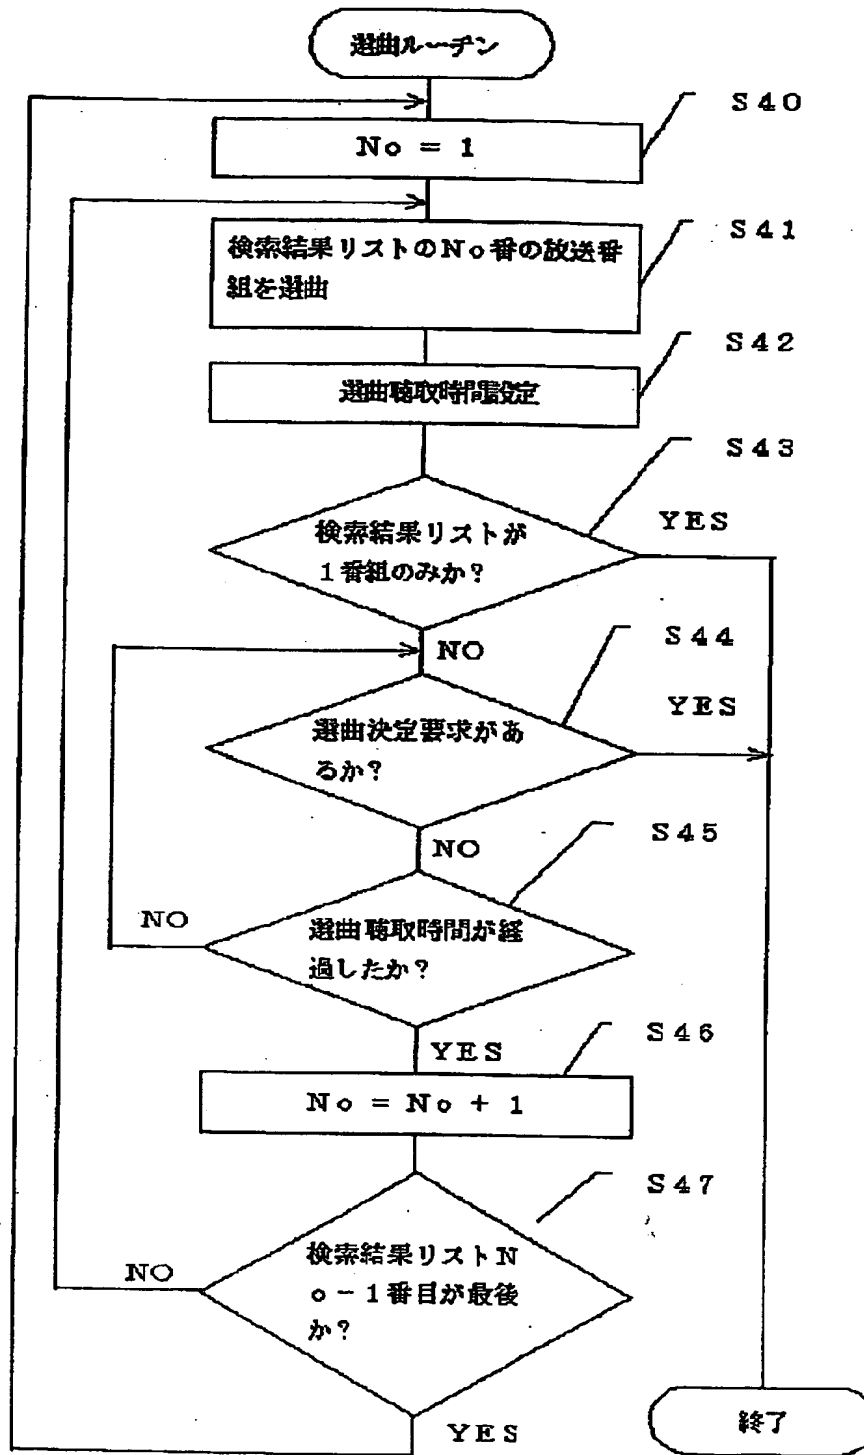 選曲ルーチン
S40
No = 1
S41
検索結果リストのNo番の放送番
組を選曲
S42
選曲聴取時間設定
S43
検索結果リストが
1番組のみか?
YES
NO
S44
選曲決定要求があ
るか?
YES
NO
S45
選曲聴取時間が経
過したか?
NO
YES
S46
No = No + 1
S47
検索結果リストN
o-1番目が最後
か?
NO
YES
終了